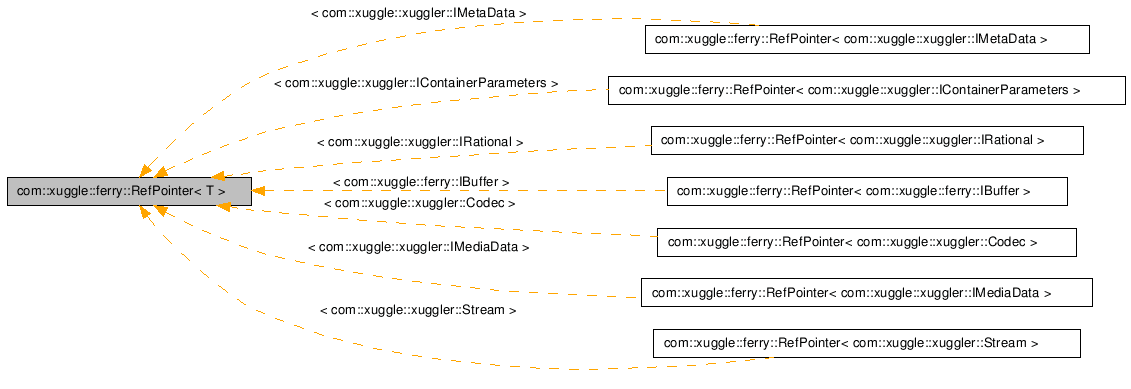 < com::xuggle::xuggler::IMetaData >
com::xuggle::ferry::RefPointer< com::xuggle::xuggler::IMetaData >
< com::xuggle::xuggler::IContainerParameters >
com::xuggle::ferry::RefPointer< com::xuggle::xuggler::IContainerParameters >
< com::xuggle::xuggler::IRational >
com::xuggle::ferry::RefPointer< com::xuggle::xuggler::IRational >
com::xuggle::ferry::RefPointer< T >
< com::xuggle::ferry::IBuffer >
com::xuggle::ferry::RefPointer< com::xuggle::ferry::IBuffer >
< com::xuggle::xuggler::Codec >
com::xuggle::ferry::RefPointer< com::xuggle::xuggler::Codec >
< com::xuggle::xuggler::IMediaData >
com::xuggle::ferry::RefPointer< com::xuggle::xuggler::IMediaData >
< com::xuggle::xuggler::Stream >
com::xuggle::ferry::RefPointer< com::xuggle::xuggler::Stream >